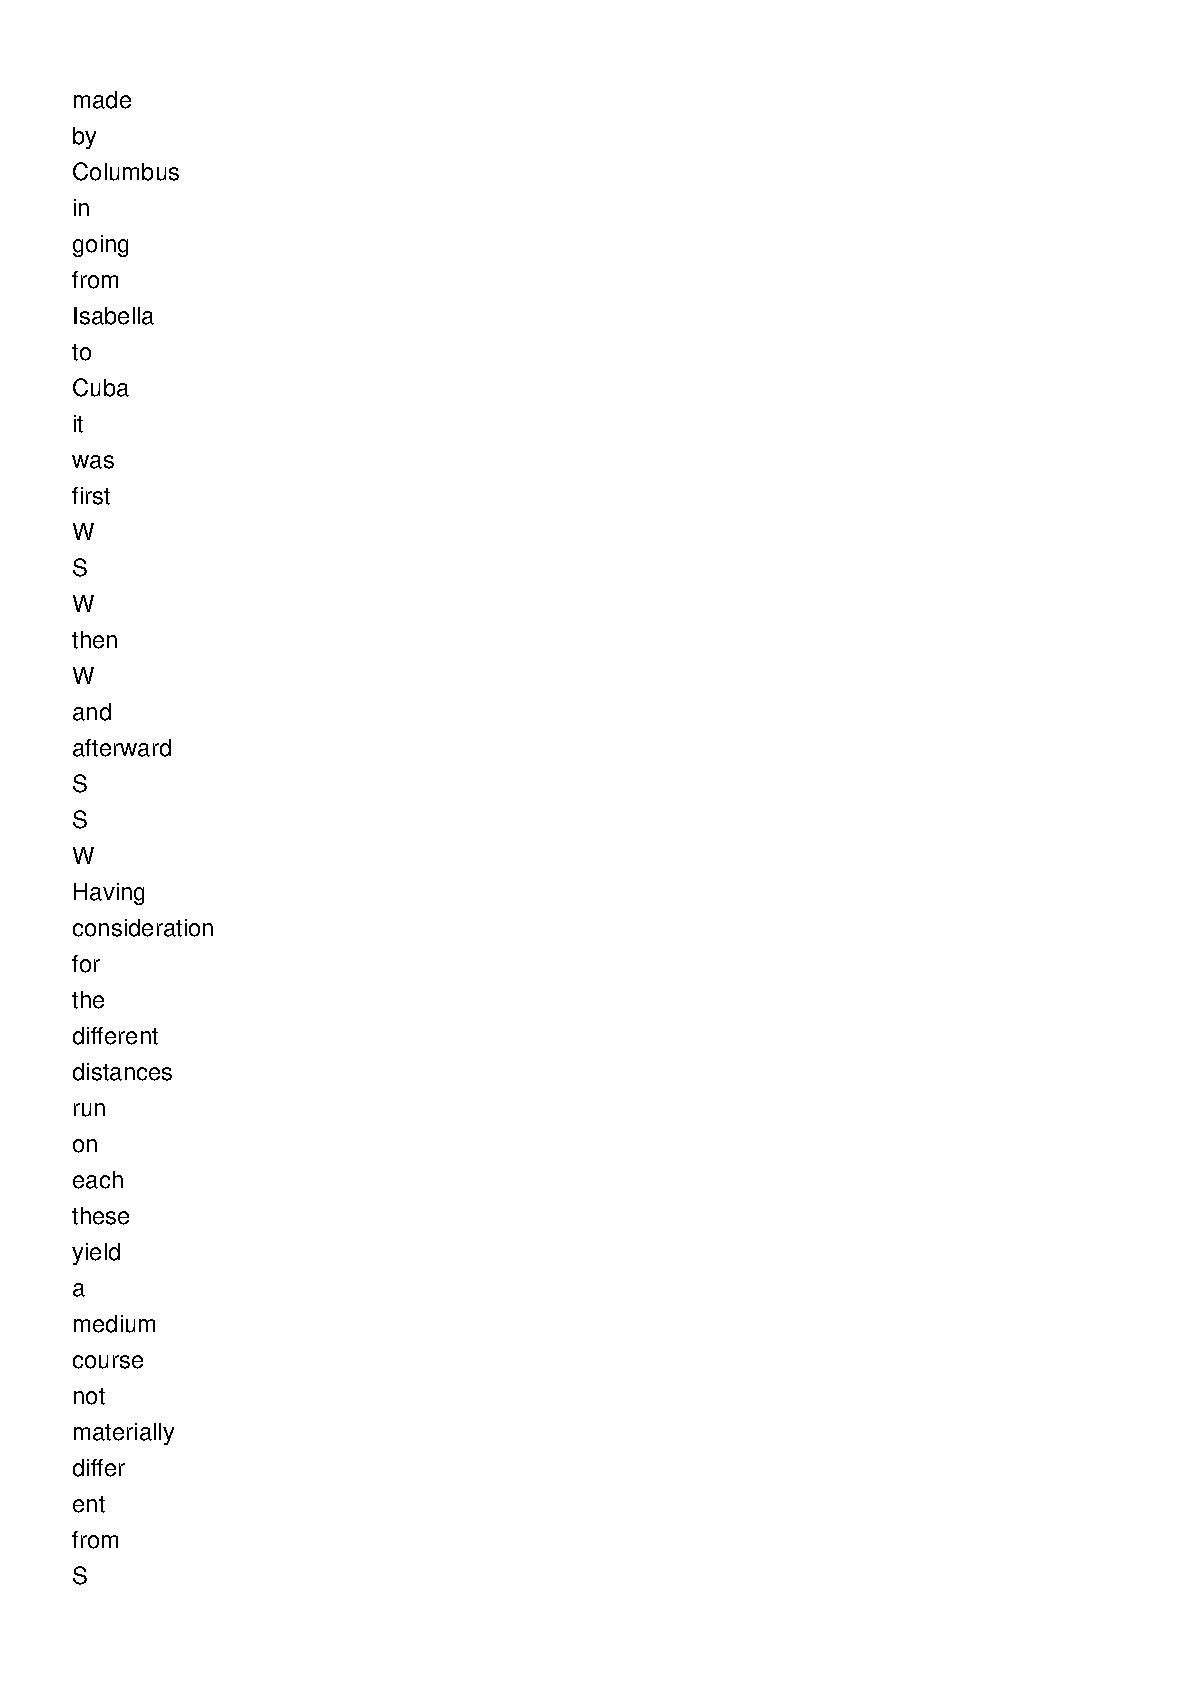 made
by
Columbus
in
going
from
Isabella
to
Cuba
it
was
first
W
S
W
then
W
and
afterward
S
S
W
Having
consideration
for
the
different
distances
run
on
each
these
yield
a
medium
course
not
materially
differ
ent
from
S